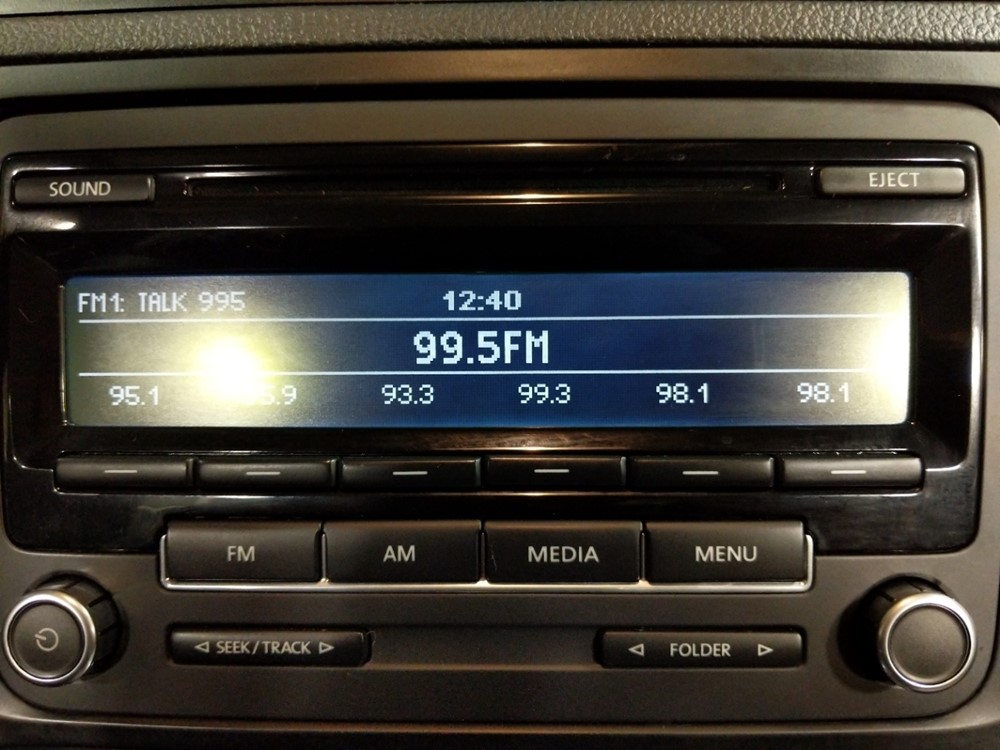 SOUND EJECT
FM1: TALK 995 12:40
99.5FM
95.1 93.3 99.3 98.1 98.1
FM AM MEDIA MENU
SEEK/TRACK FOLDER